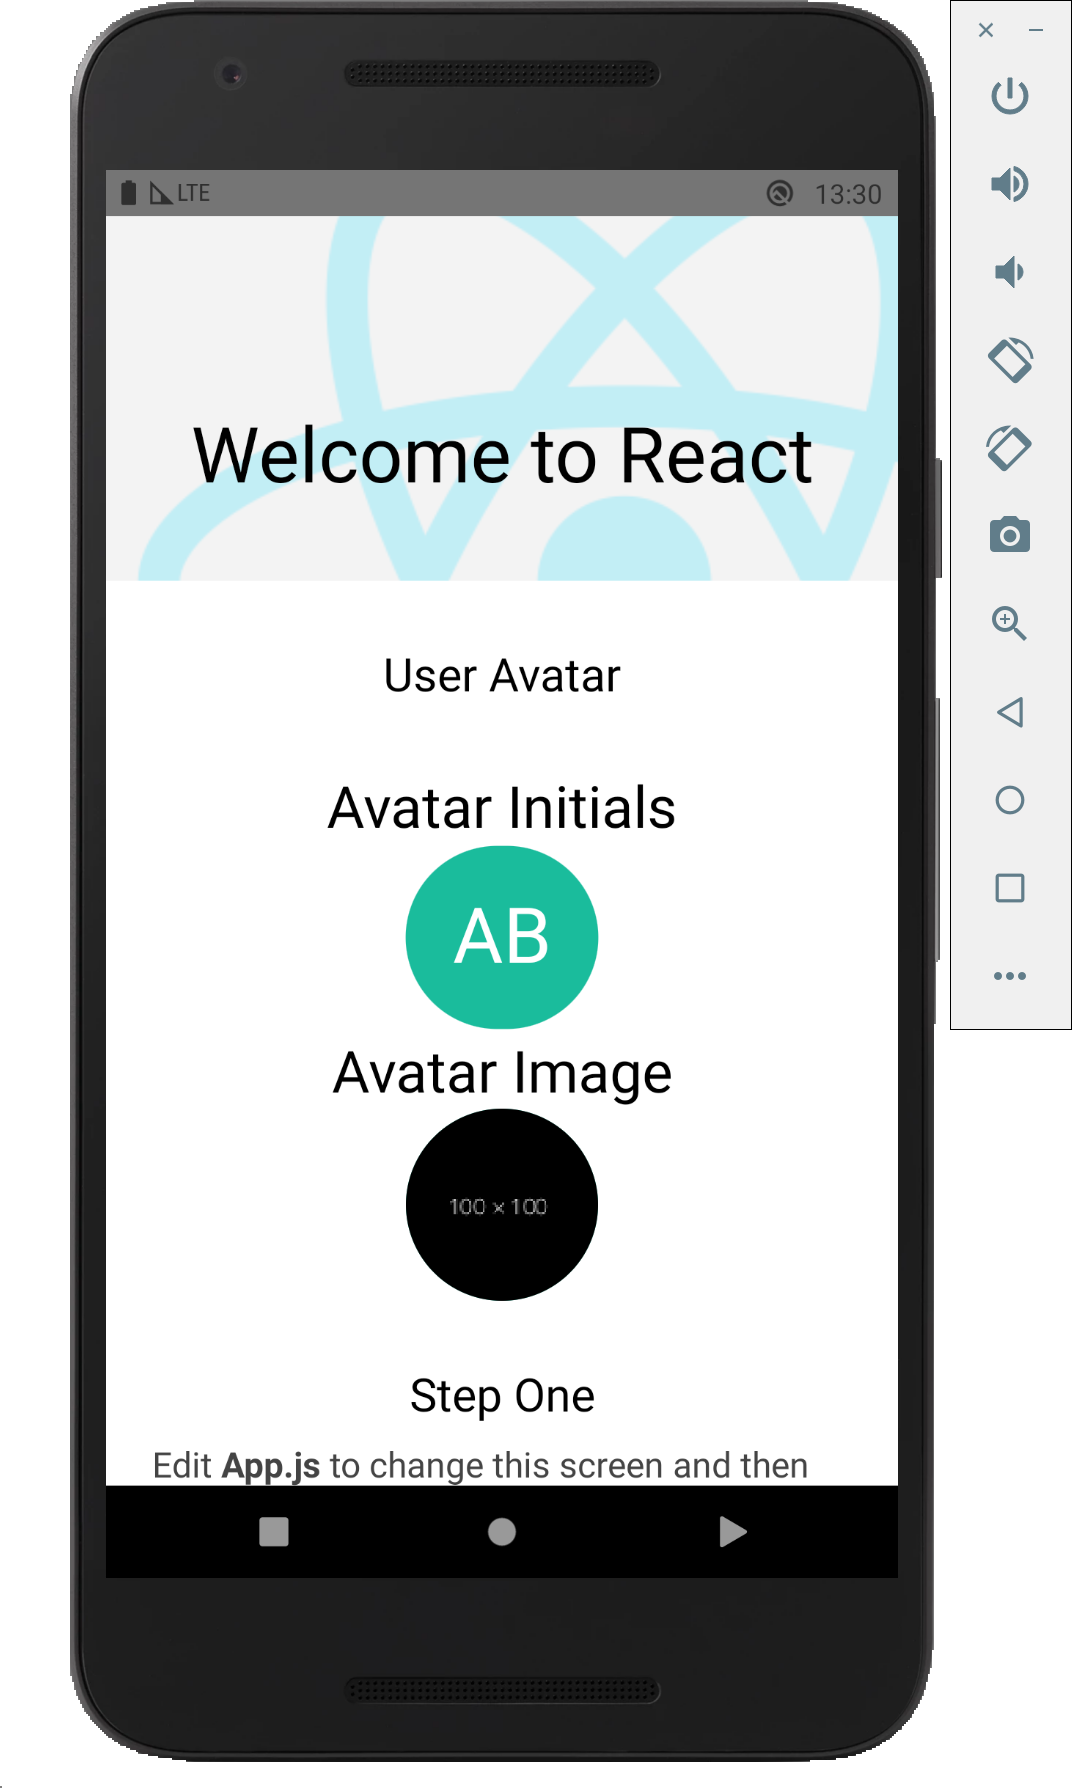 LTE 13:30
Welcome to React
User Avatar
Avatar Initials
AB
Avatar Image
100 × 100
Step One
Edit App.js to change this screen and then